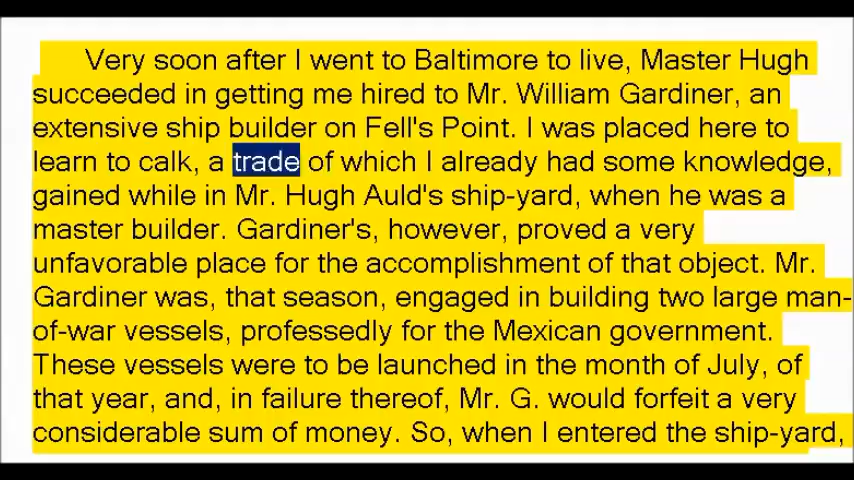 Very soon after I went to Baltimore to live, Master Hugh
succeeded in getting me hired to Mr. William Gardiner, an
extensive ship builder on Fell's Point. I was placed here to
learn to calk, a trade of which I already had some knowledge,
gained while in Mr. Hugh Auld's ship-yard, when he was a
master builder. Gardiner's, however, proved a very
unfavorable place for the accomplishment of that object. Mr.
Gardiner was, that season, engaged in building two large man-
of-war vessels, professedly for the Mexican government.
These vessels were to be launched in the month of July, of
that year, and, in failure thereof, Mr. G. would forfeit a very
considerable sum of money. So, when I entered the ship-yard,